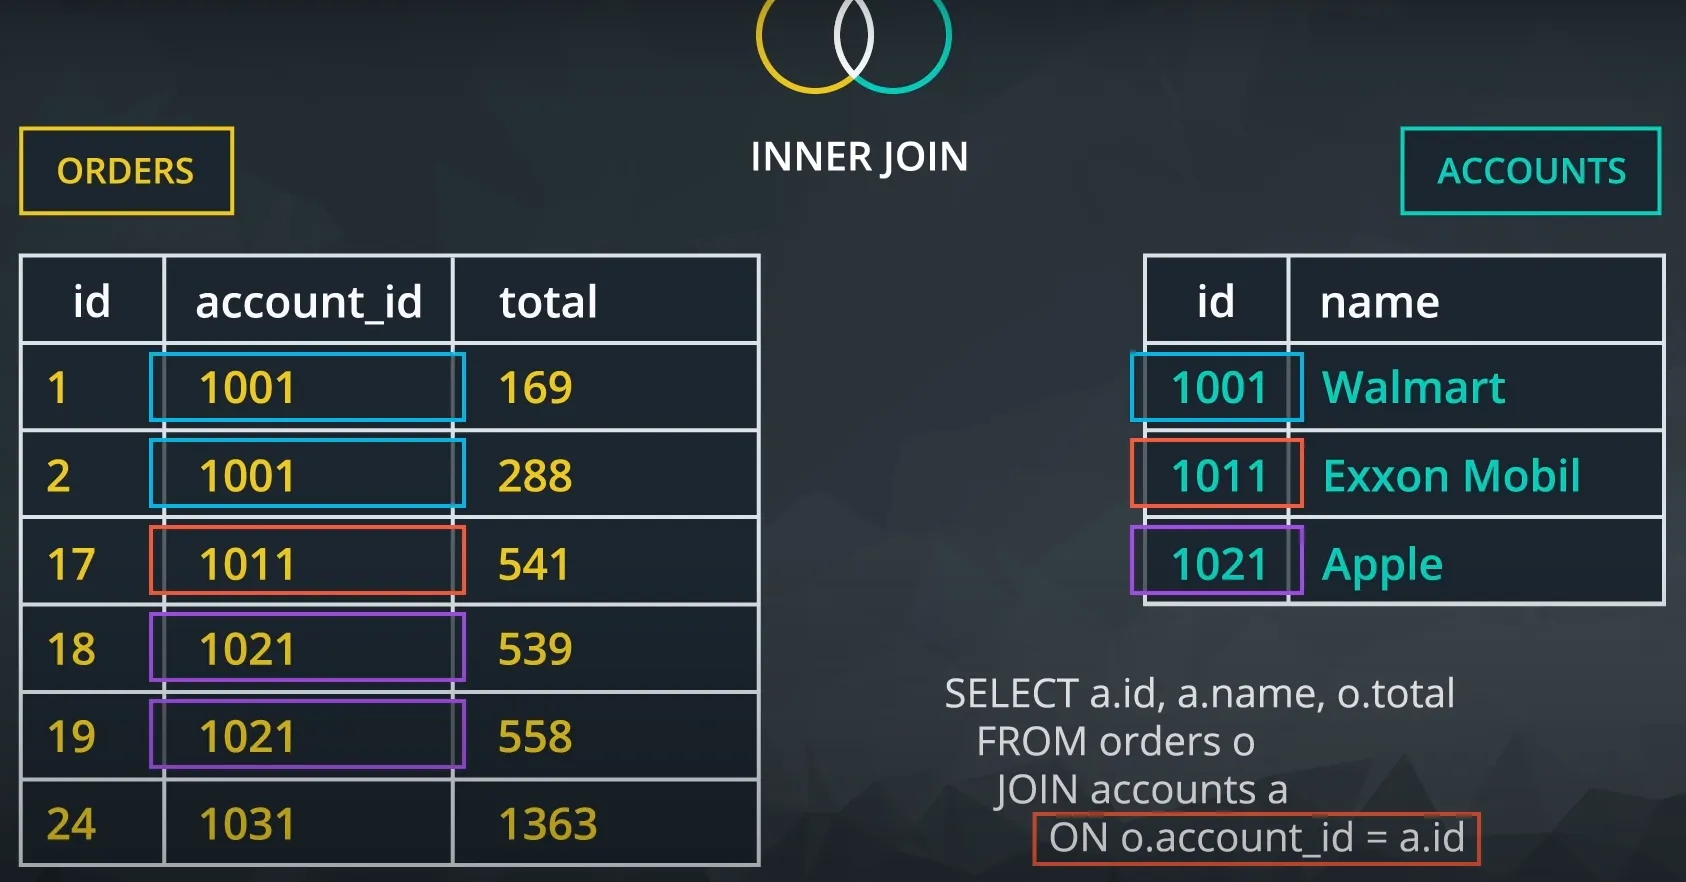 INNER JOIN
ORDERS
ACCOUNTS
id account_id total
1 1001 169
2 1001 288
17 1011 541
18 1021 539
19 1021 558
24 1031 1363
id name
1001 Walmart
1011 Exxon Mobil
1021 Apple
SELECT a.id, a.name, o.total
FROM orders o
JOIN accounts a
ON o.account_id = a.id